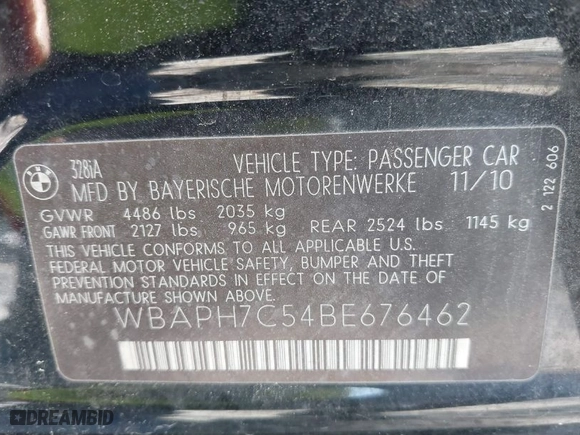 BMW
328iA
VEHICLE TYPE: PASSENGER CAR
MFD BY BAYERISCHE MOTORENWERKE 11/10
GVWR 4486 lbs 2035 kg
GAWR FRONT 2127 lbs 965 kg REAR 2524 lbs 1145 kg
THIS VEHICLE CONFORMS TO ALL APPLICABLE U.S.
FEDERAL MOTOR VEHICLE SAFETY, BUMPER AND THEFT
PREVENTION STANDARDS IN EFFECT ON THE DATE OF
MANUFACTURE SHOWN ABOVE.
WBAPH7C54BE676462
2 122 606
DREAMBID